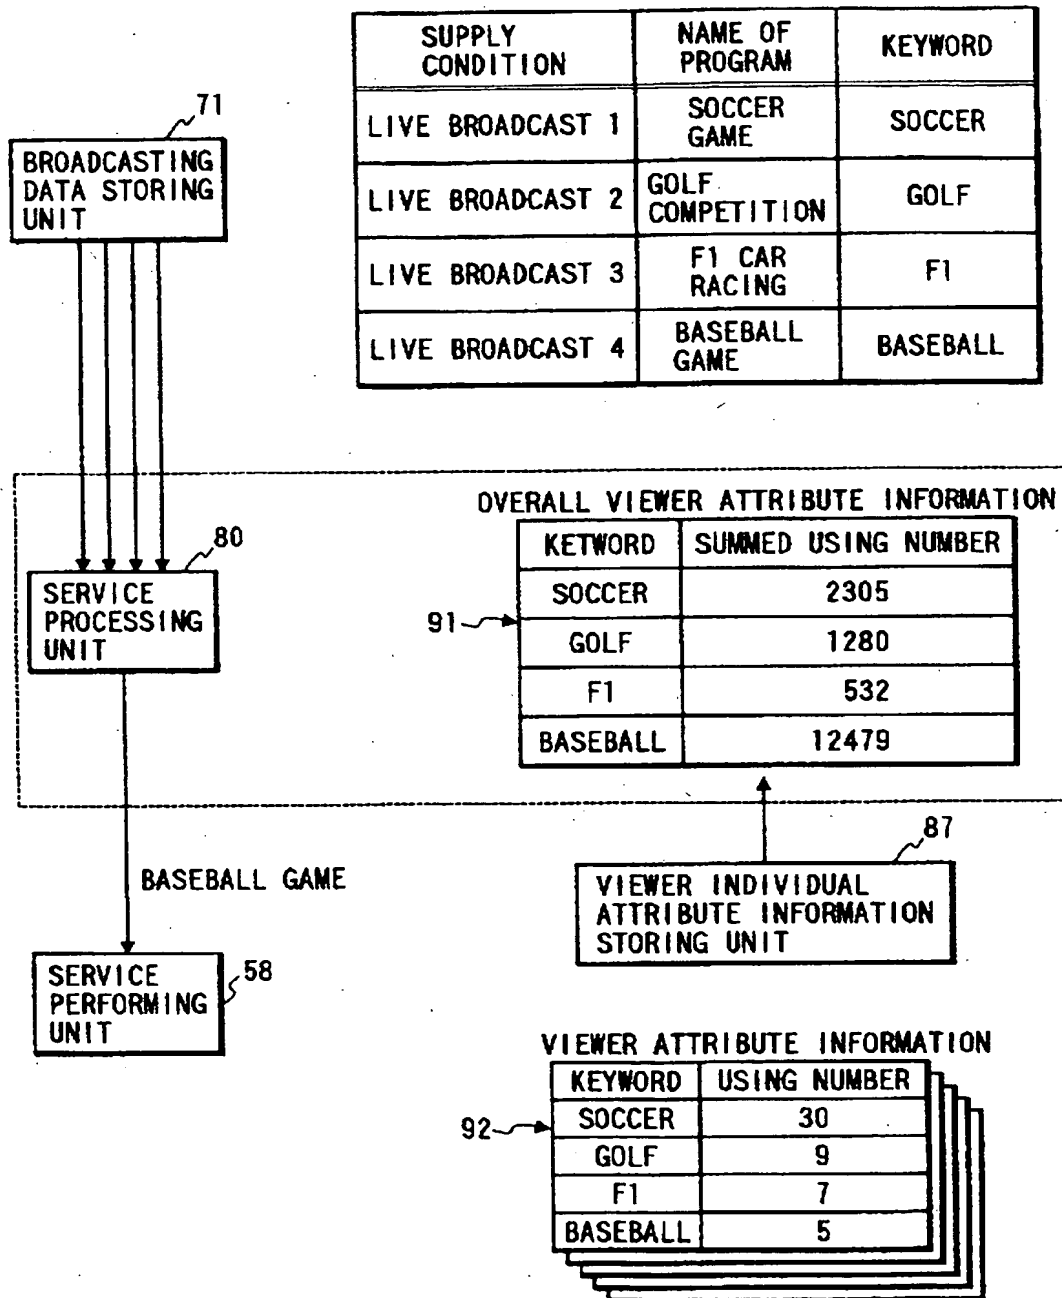 SUPPLY CONDITION NAME OF PROGRAM KEYWORD
LIVE BROADCAST 1 SOCCER GAME SOCCER
LIVE BROADCAST 2 GOLF COMPETITION GOLF
LIVE BROADCAST 3 F1 CAR RACING F1
LIVE BROADCAST 4 BASEBALL GAME BASEBALL
71
BROADCASTING
DATA STORING
UNIT
80
SERVICE
PROCESSING
UNIT
OVERALL VIEWER ATTRIBUTE INFORMATION
KETWORD SUMMED USING NUMBER
SOCCER 2305
91
GOLF 1280
F1 532
BASEBALL 12479
87
VIEWER INDIVIDUAL
ATTRIBUTE INFORMATION
STORING UNIT
BASEBALL GAME
58
SERVICE
PERFORMING
UNIT
VIEWER ATTRIBUTE INFORMATION
KEYWORD USING NUMBER
92
SOCCER 30
GOLF 9
F1 7
BASEBALL 5